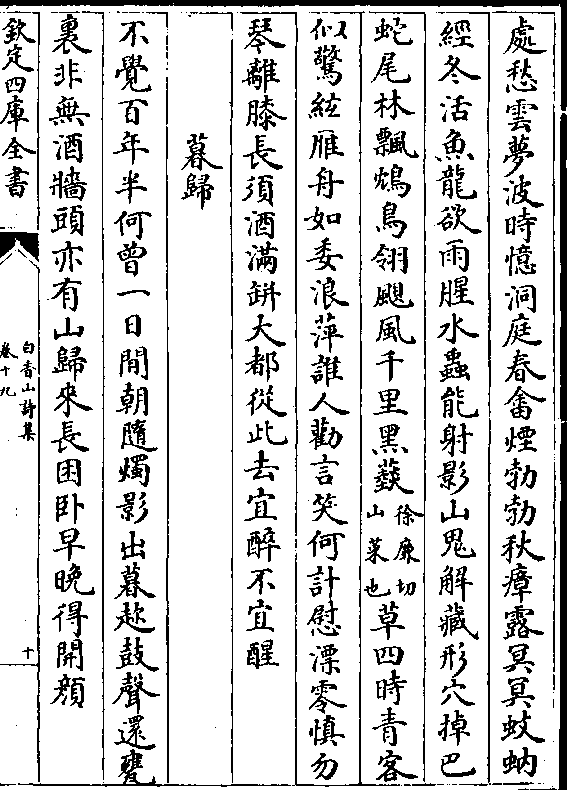 處愁雲夢波時憶洞庭春畬煙勃勃秋瘴露冥冥蚊蚋
經冬活魚龍欲雨腥水蟲能射影山鬼解藏形穴掉巴
蛇尾林飄鴆鳥翎颶風千里黑蘞徐廉切山菜也草四時青客
似驚絃雁舟如委浪萍誰人勸言笑何計慰漂零慎勿
琴離膝長須酒滿缾大都從此去宜醉不宜醒
暮歸
不覺百年半何曾一日閒朝隨燭影出暮趂鼓聲還甕
裏非無酒牆頭亦有山歸來長困卧早晚得開顔
欽定四庫全書
白香山詩集
卷十九
十